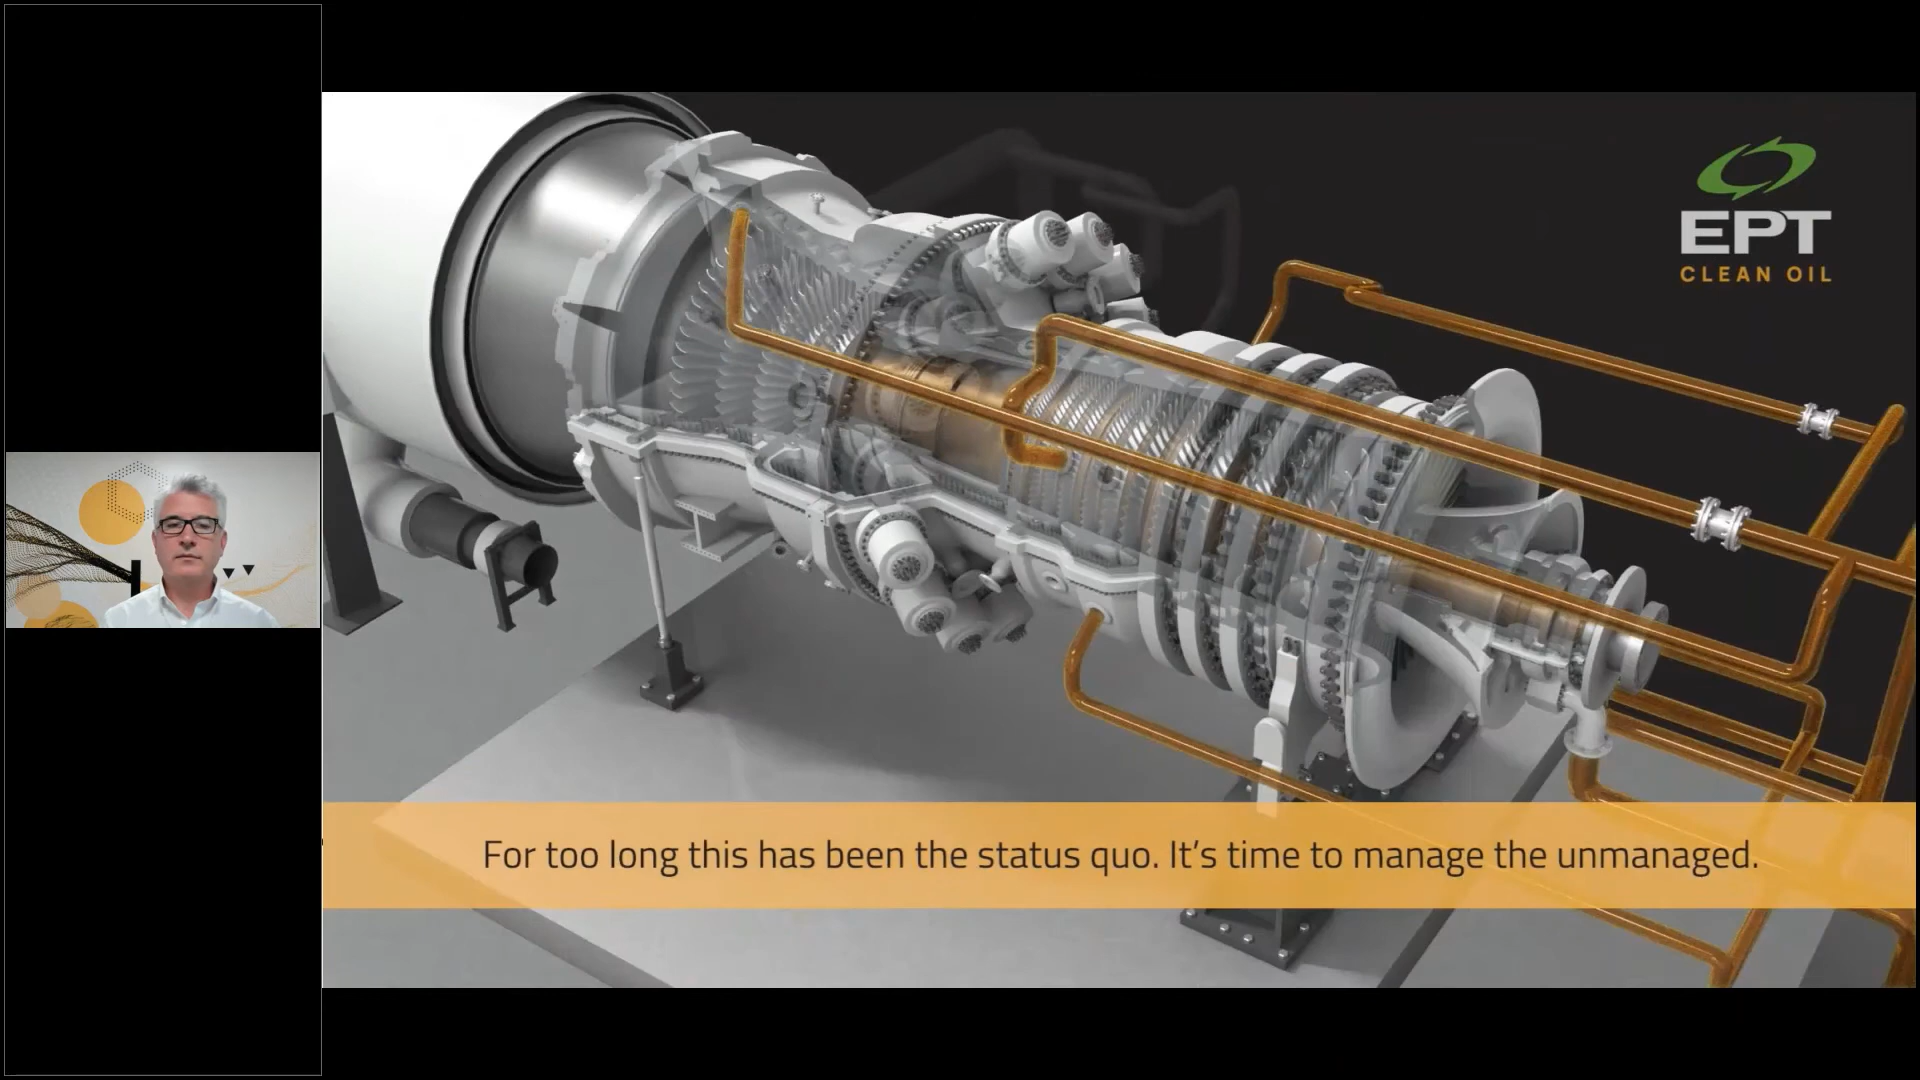 EPT
CLEAN OIL
For too long this has been the status quo. It's time to manage the unmanaged.